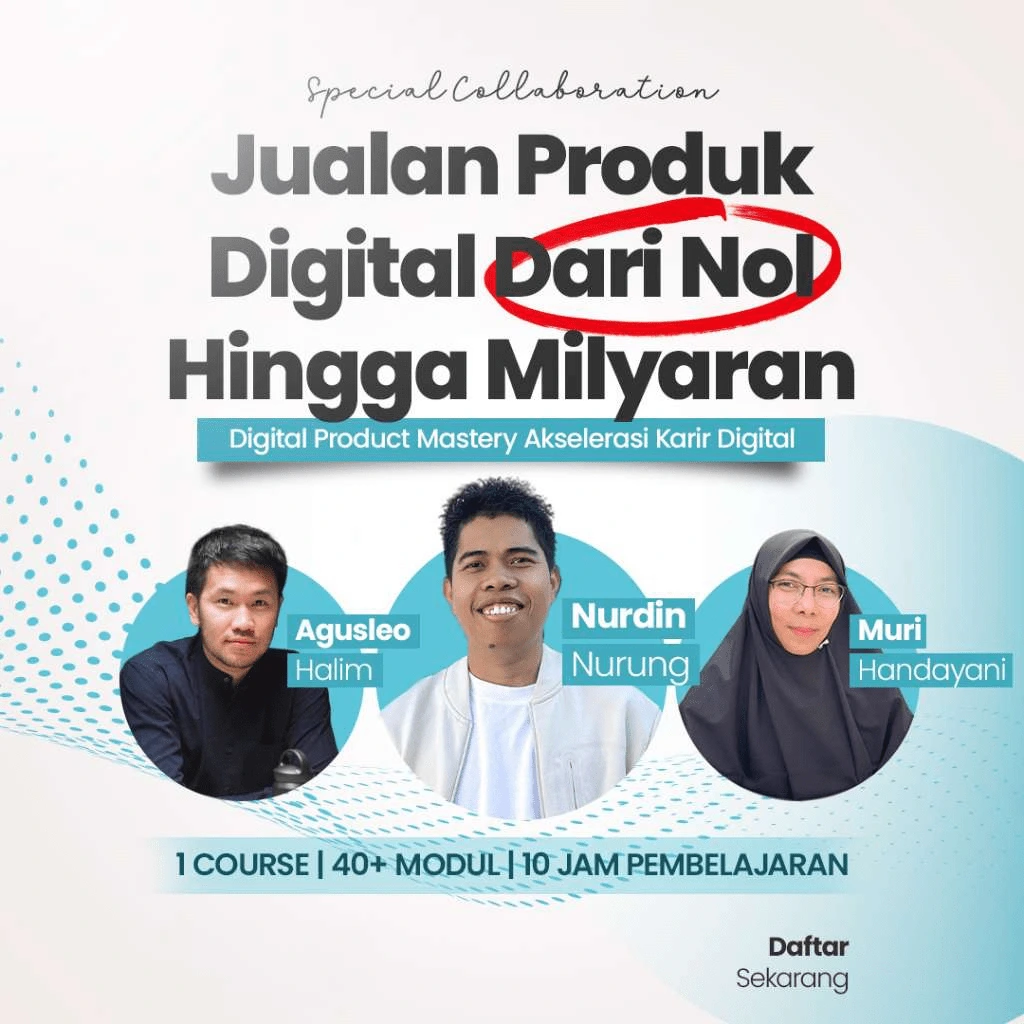 Special Collaboration
Jualan Produk
Digital Dari Nol
Hingga Milyaran
Digital Product Mastery Akselerasi Karir Digital
Agusleo
Halim
Nurdin
Nurung
Muri
Handayani
1 COURSE | 40+ MODUL | 10 JAM PEMBELAJARAN
Daftar
Sekarang